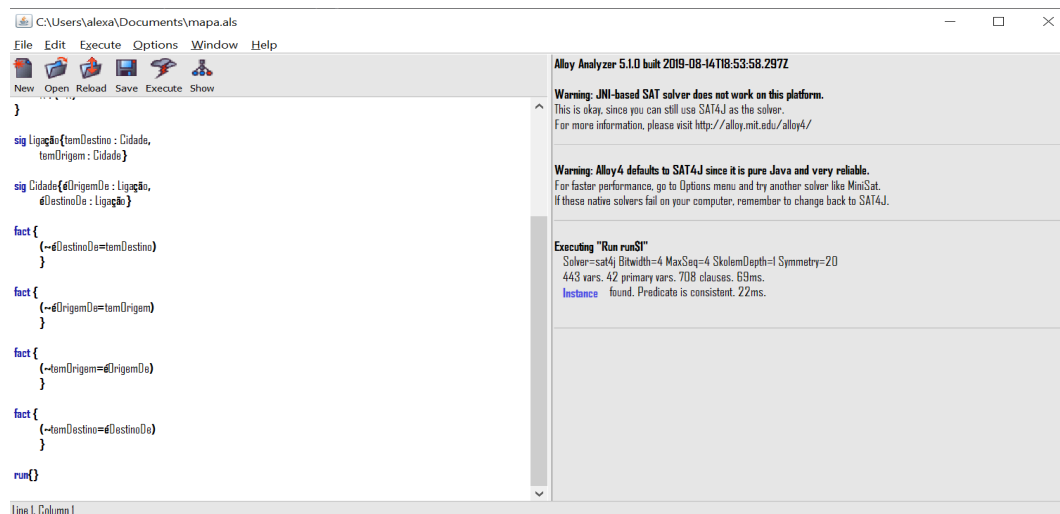 C:\Users\alexa\Documents\mapa.als
File Edit Execute Options Window Help
New Open Reload Save Execute Show
}
sig Ligação{temDestino : Cidade,
temOrigem : Cidade}
sig Cidade{éOrigemDe : Ligação,
éDestinoDe : Ligação}
fact {
(~éDestinoDe=temDestino)
}
fact {
(~éOrigemDe=temOrigem)
}
fact {
(~temOrigem=éOrigemDe)
}
fact {
(~temDestino=éDestinoDe)
}
run{}
Line 1, Column 1
Alloy Analyzer 5.1.0 built 2019-08-14T18:53:58.297Z
Warning: JNI-based SAT solver does not work on this platform.
This is okay, since you can still use SAT4J as the solver.
For more information, please visit http://alloy.mit.edu/alloy4/
Warning: Alloy4 defaults to SAT4J since it is pure Java and very reliable.
For faster performance, go to Options menu and try another solver like MiniSat.
If these native solvers fail on your computer, remember to change back to SAT4J.
Executing "Run run$1"
Solver=sat4j Bitwidth=4 MaxSeq=4 SkolemDepth=1 Symmetry=20
443 vars. 42 primary vars. 708 clauses. 69ms.
Instance found. Predicate is consistent. 22ms.